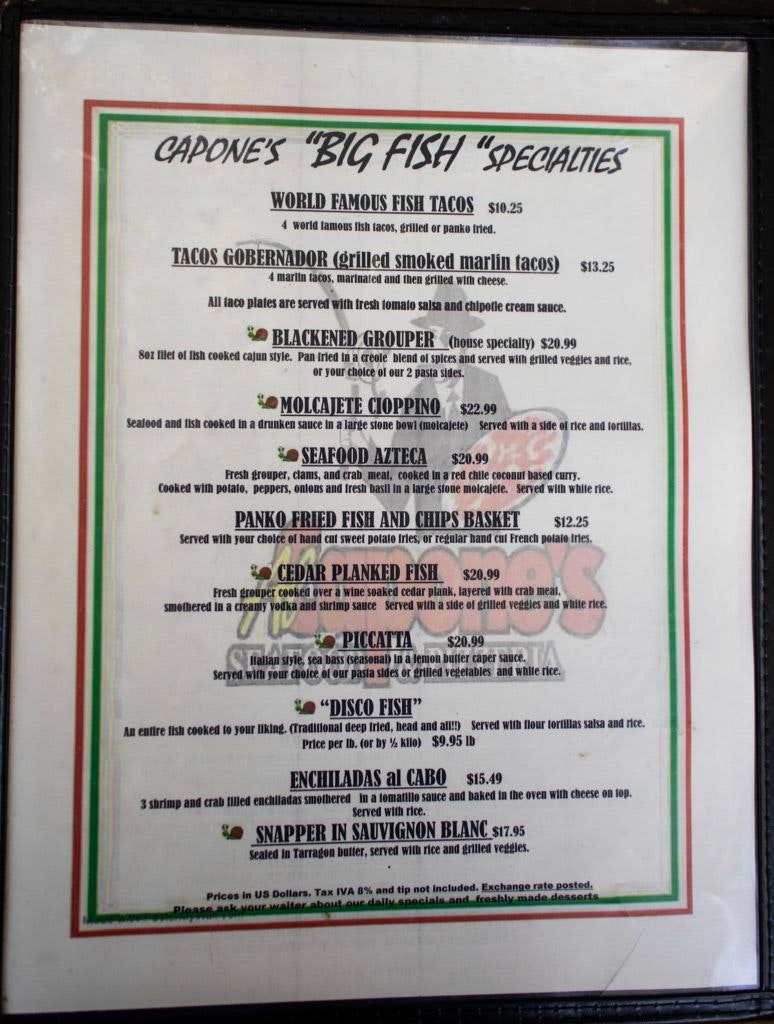 CAPONE'S "BIG FISH "SPECIALTIES
WORLD FAMOUS FISH TACOS $10.25
4 world famous fish tacos, grilled or panko fried.
TACOS GOBERNADOR (grilled smoked marlin tacos) $13.25
4 marlin tacos, marinated and then grilled with cheese.
All taco plates are served with fresh tomato salsa and chipotle cream sauce.
BLACKENED GROUPER (house specialty) $20.99
8oz filet of fish cooked cajun style. Pan fried in a creole blend of spices and served with grilled veggies and rice,
or your choice of our 2 pasta sides.
MOLCAJETE CIOPPINO $22.99
Seafood and fish cooked in a drunken sauce in a large stone bowl (molcajete) Served with a side of rice and tortillas.
SEAFOOD AZTECA $20.99
Fresh grouper, clams, and crab meat, cooked in a red chile coconut based curry.
Cooked with potato, peppers, onions and fresh basil in a large stone molcajete. Served with white rice.
PANKO FRIED FISH AND CHIPS BASKET $12.25
Served with your choice of hand cut sweet potato fries, or regular hand cut French potato fries.
CEDAR PLANKED FISH $20.99
Fresh grouper cooked over a wine soaked cedar plank, layered with crab meat,
smothered in a creamy vodka and shrimp sauce Served with a side of grilled veggies and white rice.
PICCATTA $20.99
Italian style, sea bass (seasonal) in a lemon butter caper sauce.
Served with your choice of our pasta sides or grilled vegetables and white rice.
"DISCO FISH"
An entire fish cooked to your liking. (Traditional deep fried, head and all!!) Served with flour tortillas salsa and rice.
Price per lb. (or by ½ kilo) $9.95 lb
ENCHILADAS al CABO $15.49
3 shrimp and crab filled enchiladas smothered in a tomatillo sauce and baked in the oven with cheese on top.
Served with rice.
SNAPPER IN SAUVIGNON BLANC $17.95
Sealed in Tarragon butter, served with rice and grilled veggies.
Prices in US Dollars. Tax IVA 8% and tip not included. Exchange rate posted.
Please ask your waiter about our daily specials and freshly made desserts
Al Capone's
SEAFOOD & PIZZERIA